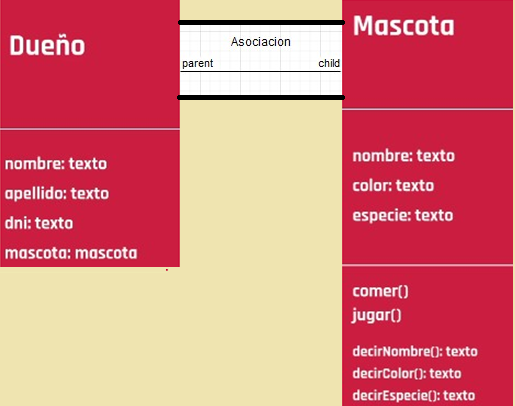 Dueño
nombre: texto
apellido: texto
dni: texto
mascota: mascota
Asociacion
parent child
Mascota
nombre: texto
color: texto
especie: texto
comer()
jugar()
decirNombre(): texto
decirColor(): texto
decirEspecie(): texto